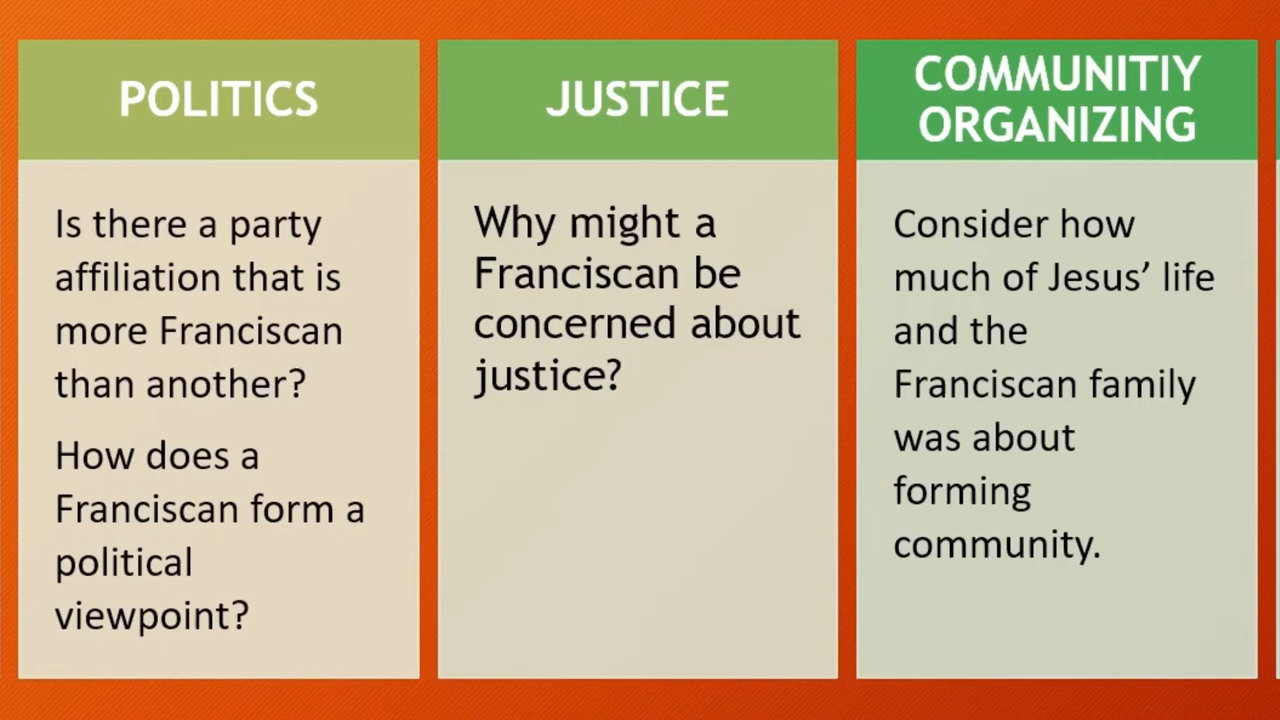 POLITICS
Is there a party
affiliation that is
more Franciscan
than another?
How does a
Franciscan form a
political
viewpoint?
JUSTICE
Why might a
Franciscan be
concerned about
justice?
COMMUNITIY
ORGANIZING
Consider how
much of Jesus’ life
and the
Franciscan family
was about
forming
community.